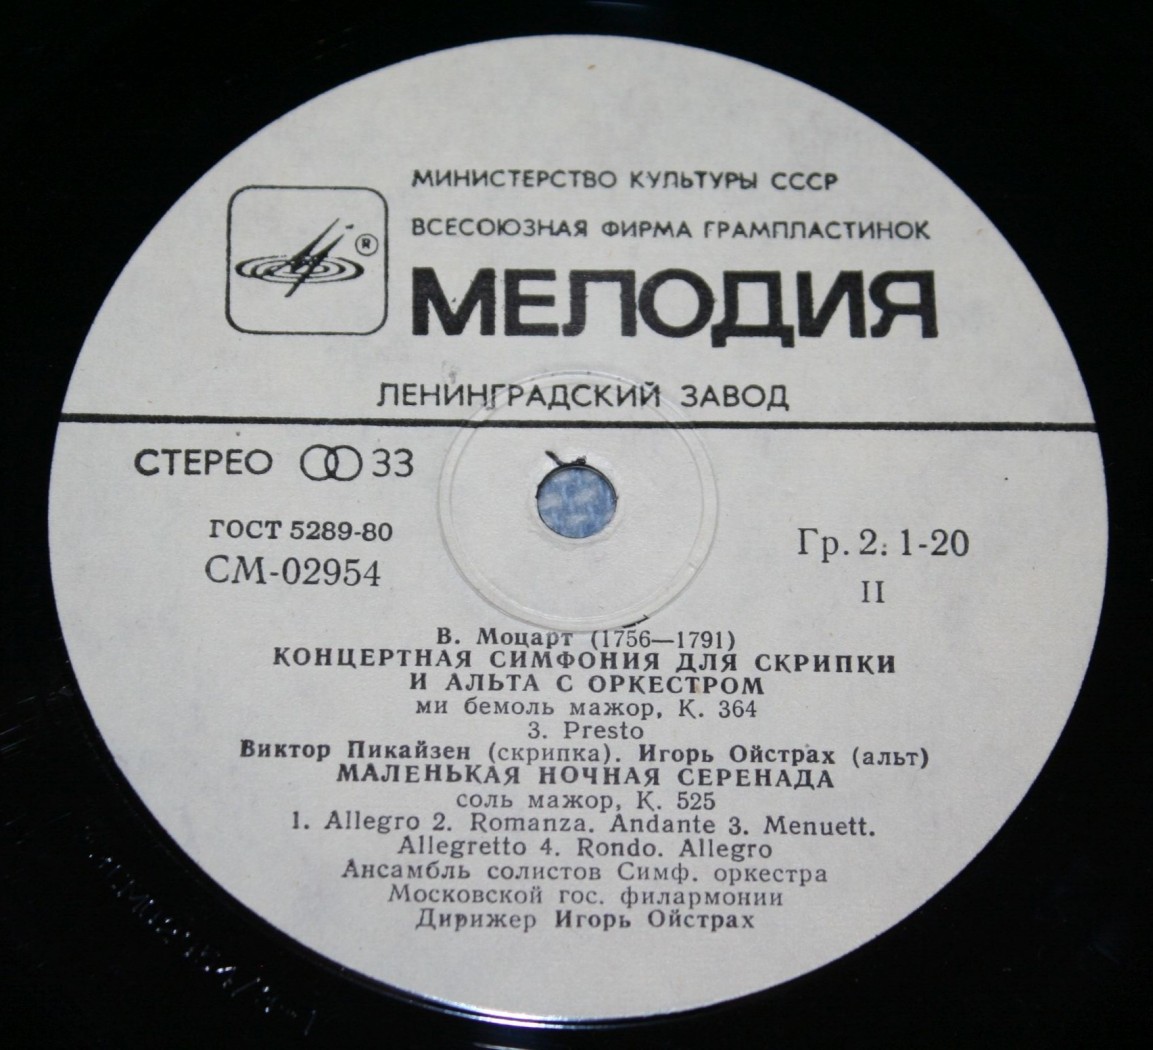 МИНИСТЕРСТВО КУЛЬТУРЫ СССР
ВСЕСОЮЗНАЯ ФИРМА ГРАМПЛАСТИНОК
®
МЕЛОДИЯ
ЛЕНИНГРАДСКИЙ ЗАВОД
СТЕРЕО 33
ГОСТ 5289-80
СМ-02954
Гр. 2. 1-20
II
В. Моцарт (1756—1791)
КОНЦЕРТНАЯ СИМФОНИЯ ДЛЯ СКРИПКИ
И АЛЬТА С ОРКЕСТРОМ
ми бемоль мажор, К. 364
3. Presto
Виктор Пикайзен (скрипка). Игорь Ойстрах (альт)
МАЛЕНЬКАЯ НОЧНАЯ СЕРЕНАДА
соль мажор, К. 525
1. Allegro 2. Romanza. Andante 3. Menuett.
Allegretto 4. Rondo. Allegro
Ансамбль солистов Симф. оркестра
Московской гос. филармонии
Дирижер Игорь Ойстрах